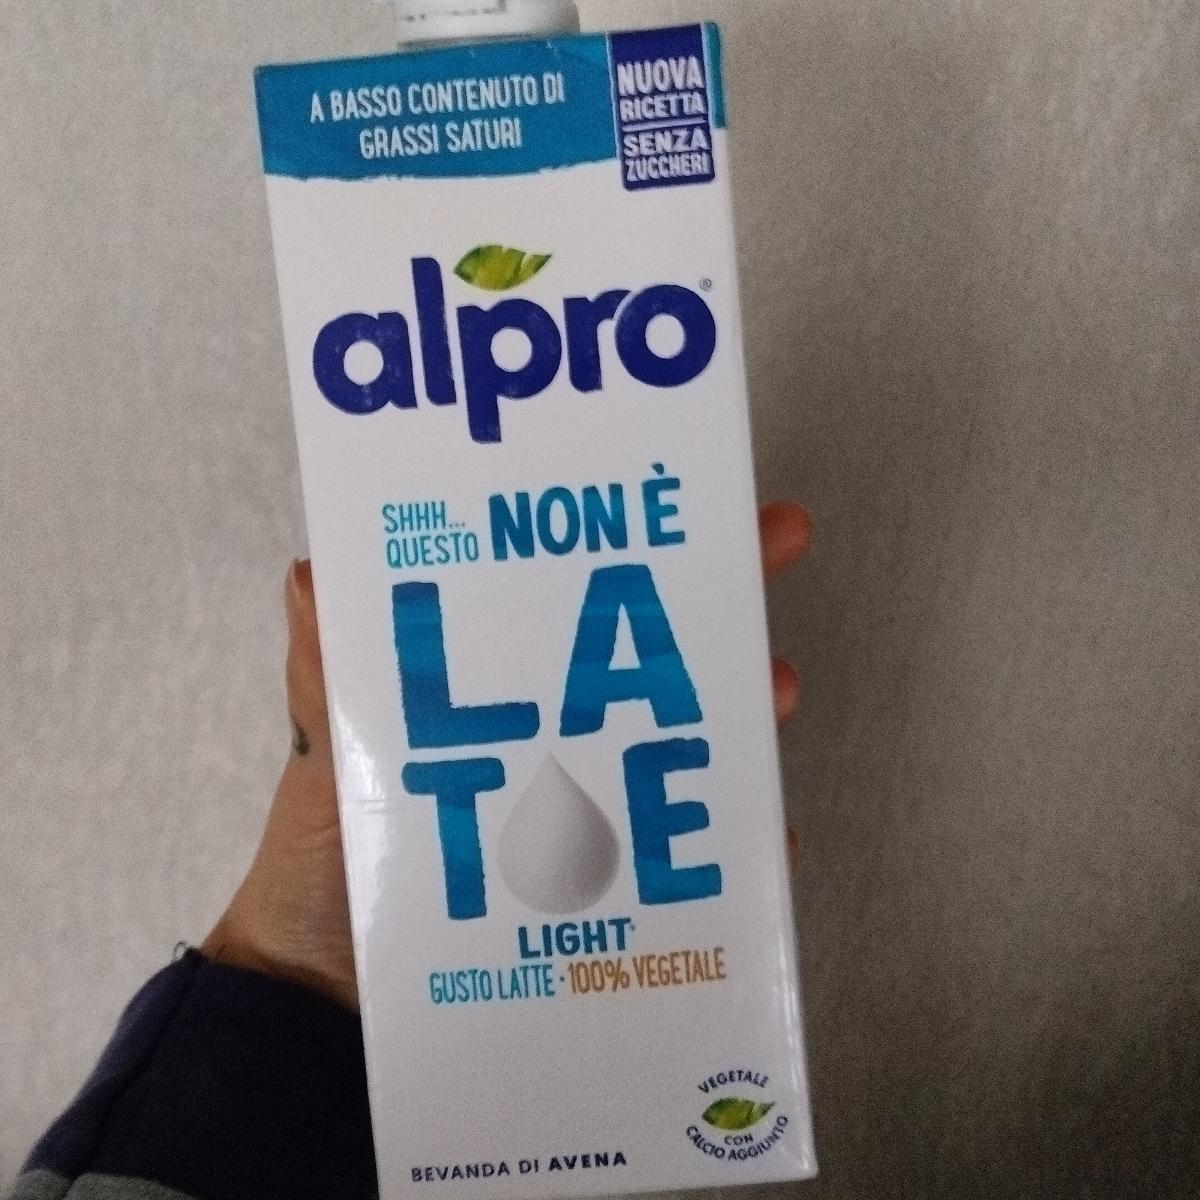 A BASSO CONTENUTO DI
GRASSI SATURI
NUOVA
RICETTA
SENZA
ZUCCHERI
alpro®
SHHH...
QUESTO NON È
LA
TE
LIGHT*
GUSTO LATTE · 100% VEGETALE
VEGETALE
CON
CALCIO AGGIUNTO
BEVANDA DI AVENA